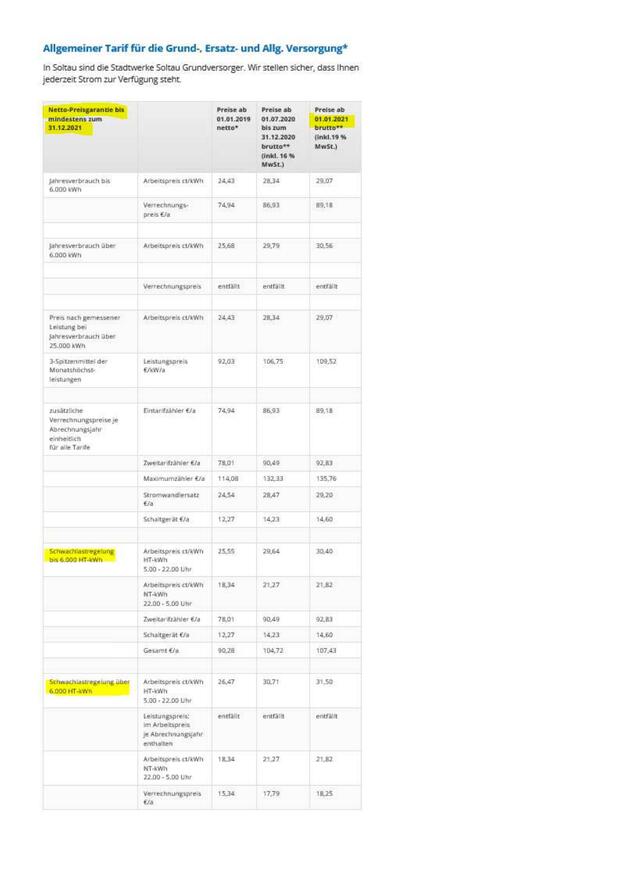 Allgemeiner Tarif für die Grund-, Ersatz- und Allg. Versorgung*
In Soltau sind die Stadtwerke Soltau Grundversorger. Wir stellen sicher, dass Ihnen
jederzeit Strom zur Verfügung steht.
Netto-Preisgarantie bis
mindestens zum
31.12.2021
Preise ab
01.01.2019
netto*
Preise ab
01.07.2020
bis zum
31.12.2020
brutto**
(inkl. 16 %
MwSt.)
Preise ab
01.01.2021
brutto**
(inkl.19 %
MwSt.)
Jahresverbrauch bis
6.000 kWh
Arbeitspreis ct/kWh
24,43
28,34
29,07
Verrechnungs-
preis €/a
74,94
86,93
89,18
Jahresverbrauch über
6.000 kWh
Arbeitspreis ct/kWh
25,68
29,79
30,56
Verrechnungspreis
entfällt
entfällt
entfällt
Preis nach gemessener
Leistung bei
Jahresverbrauch über
25.000 kWh
Arbeitspreis ct/kWh
24,43
28,34
29,07
3-Spitzenmittel der
Monatshöchst-
leistungen
Leistungspreis
€/kW/a
92,03
106,75
109,52
zusätzliche
Verrechnungspreise je
Abrechnungsjahr
einheitlich
für alle Tarife
Eintarifzähler €/a
74,94
86,93
89,18
Zweitarifzähler €/a
78,01
90,49
92,83
Maximumzähler €/a
114,08
132,33
135,76
Stromwandlersatz
€/a
24,54
28,47
29,20
Schaltgerät €/a
12,27
14,23
14,60
Schwachlastregelung
bis 6.000 HT-kWh
Arbeitspreis ct/kWh
HT-kWh
5.00 - 22.00 Uhr
25,55
29,64
30,40
Arbeitspreis ct/kWh
NT-kWh
22.00 - 5.00 Uhr
18,34
21,27
21,82
Zweitarifzähler €/a
78,01
90,49
92,83
Schaltgerät €/a
12,27
14,23
14,60
Gesamt €/a
90,28
104,72
107,43
Schwachlastregelung über
6.000 HT-kWh
Arbeitspreis ct/kWh
HT-kWh
5.00 - 22.00 Uhr
26,47
30,71
31,50
Leistungspreis:
im Arbeitspreis
je Abrechnungsjahr
enthalten
entfällt
entfällt
entfällt
Arbeitspreis ct/kWh
NT-kWh
22.00 - 5.00 Uhr
18,34
21,27
21,82
Verrechnungspreis
€/a
15,34
17,79
18,25